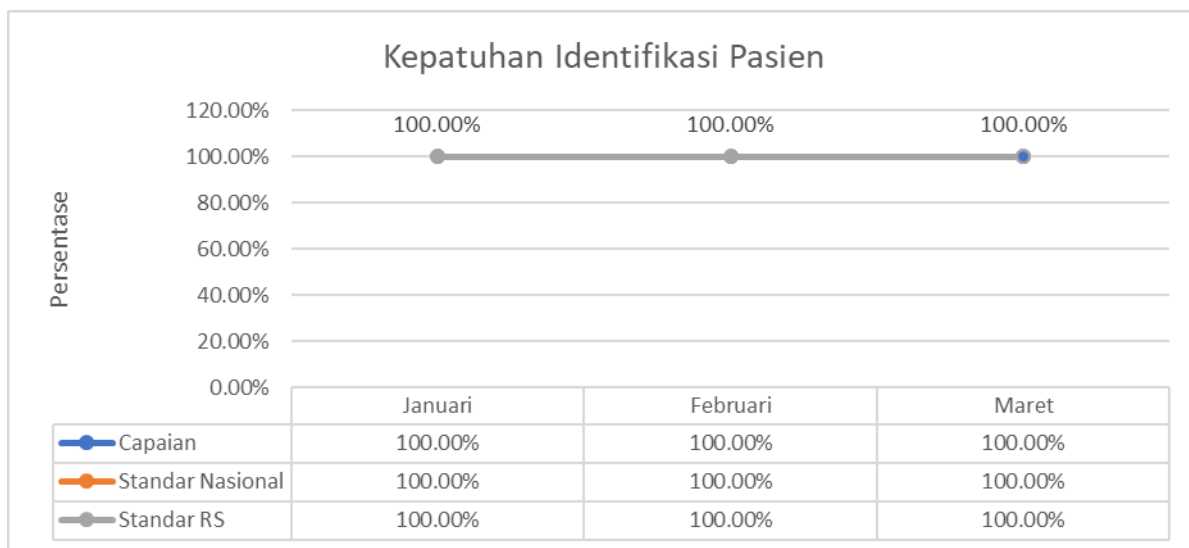 Kepatuhan Identifikasi Pasien
120.00%
100.00% 100.00% 100.00%
100.00%
80.00%
60.00%
40.00%
20.00%
0.00%
Persentase
Januari Februari Maret
Capaian 100.00% 100.00% 100.00%
Standar Nasional 100.00% 100.00% 100.00%
Standar RS 100.00% 100.00% 100.00%